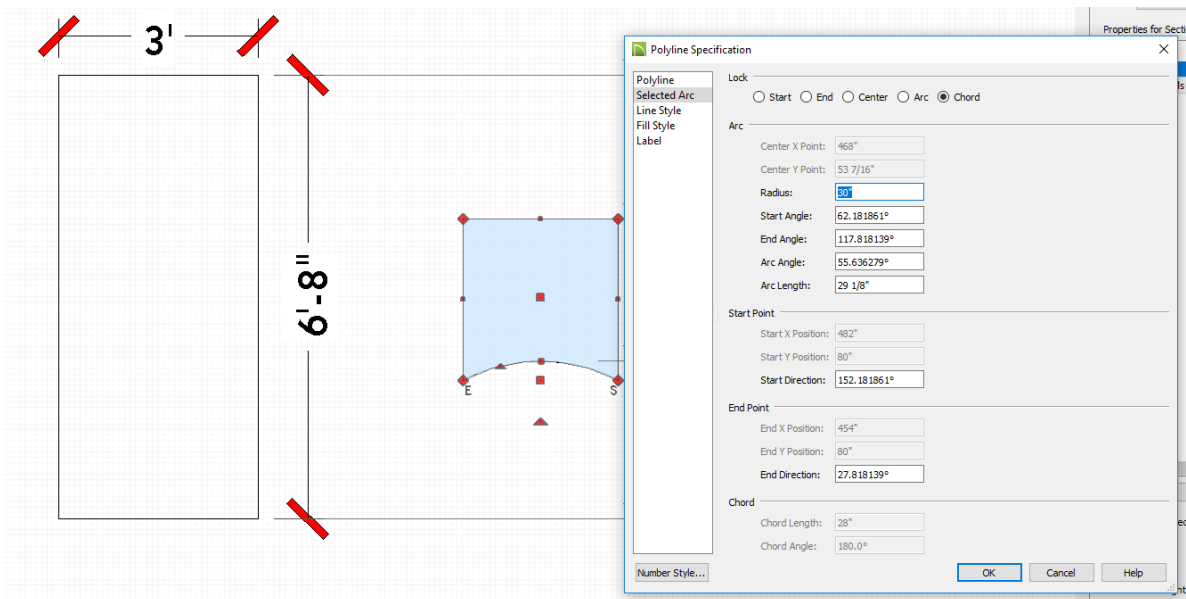 3'
6'-8"
E
S
Properties for Secti
Polyline Specification
Polyline
Selected Arc
Line Style
Fill Style
Label
Lock
Start End Center Arc Chord
Arc
Center X Point: 468"
Center Y Point: 53 7/16"
Radius: 30"
Start Angle: 62.181861°
End Angle: 117.818139°
Arc Angle: 55.636279°
Arc Length: 29 1/8"
Start Point
Start X Position: 482"
Start Y Position: 80"
Start Direction: 152.181861°
End Point
End X Position: 454"
End Y Position: 80"
End Direction: 27.818139°
Chord
Chord Length: 28"
Chord Angle: 180.0°
Number Style... OK Cancel Help